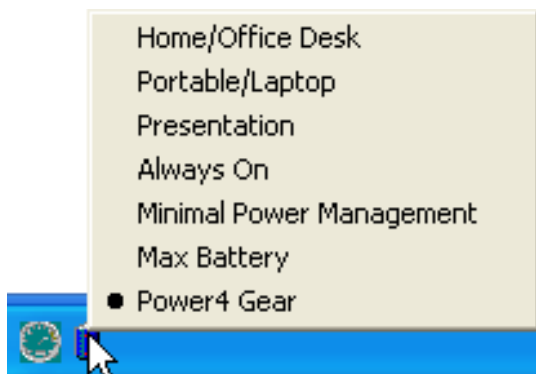 Home/Office Desk
Portable/Laptop
Presentation
Always On
Minimal Power Management
Max Battery
Power4 Gear